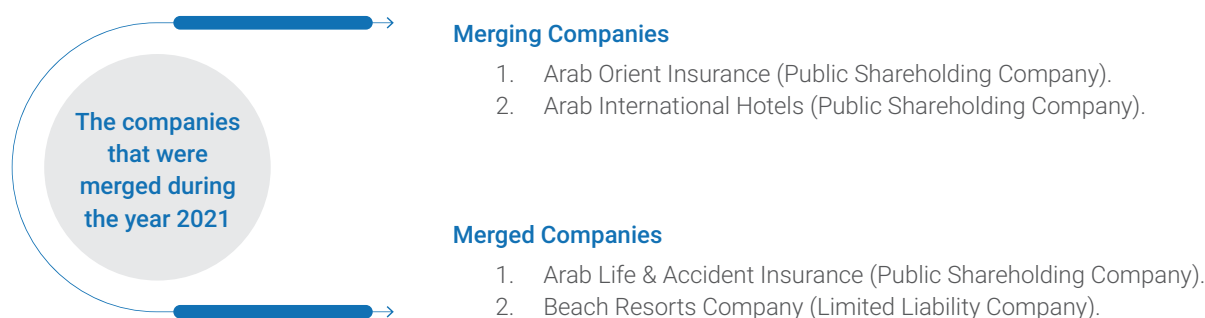 The companies
that were
merged during
the year 2021
Merging Companies
1. Arab Orient Insurance (Public Shareholding Company).
2. Arab International Hotels (Public Shareholding Company).
Merged Companies
1. Arab Life & Accident Insurance (Public Shareholding Company).
2. Beach Resorts Company (Limited Liability Company).